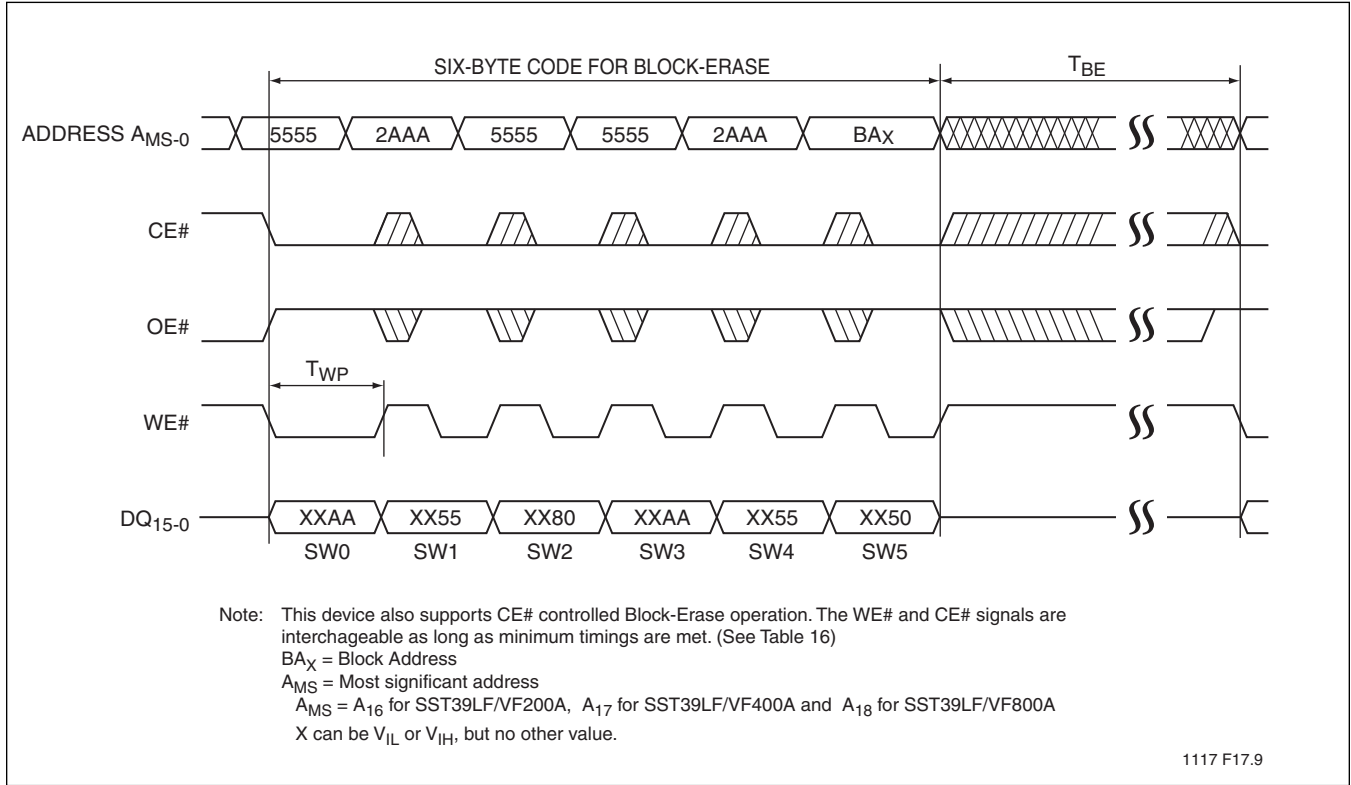 SIX-BYTE CODE FOR BLOCK-ERASE
TBE
ADDRESS AMS-0
5555 2AAA 5555 5555 2AAA BAX
CE#
OE#
TWP
WE#
DQ15-0
XXAA XX55 XX80 XXAA XX55 XX50
SW0 SW1 SW2 SW3 SW4 SW5
Note: This device also supports CE# controlled Block-Erase operation. The WE# and CE# signals are
interchageable as long as minimum timings are met. (See Table 16)
BAX = Block Address
AMS = Most significant address
AMS = A16 for SST39LF/VF200A, A17 for SST39LF/VF400A and A18 for SST39LF/VF800A
X can be VIL or VIH, but no other value.
1117 F17.9